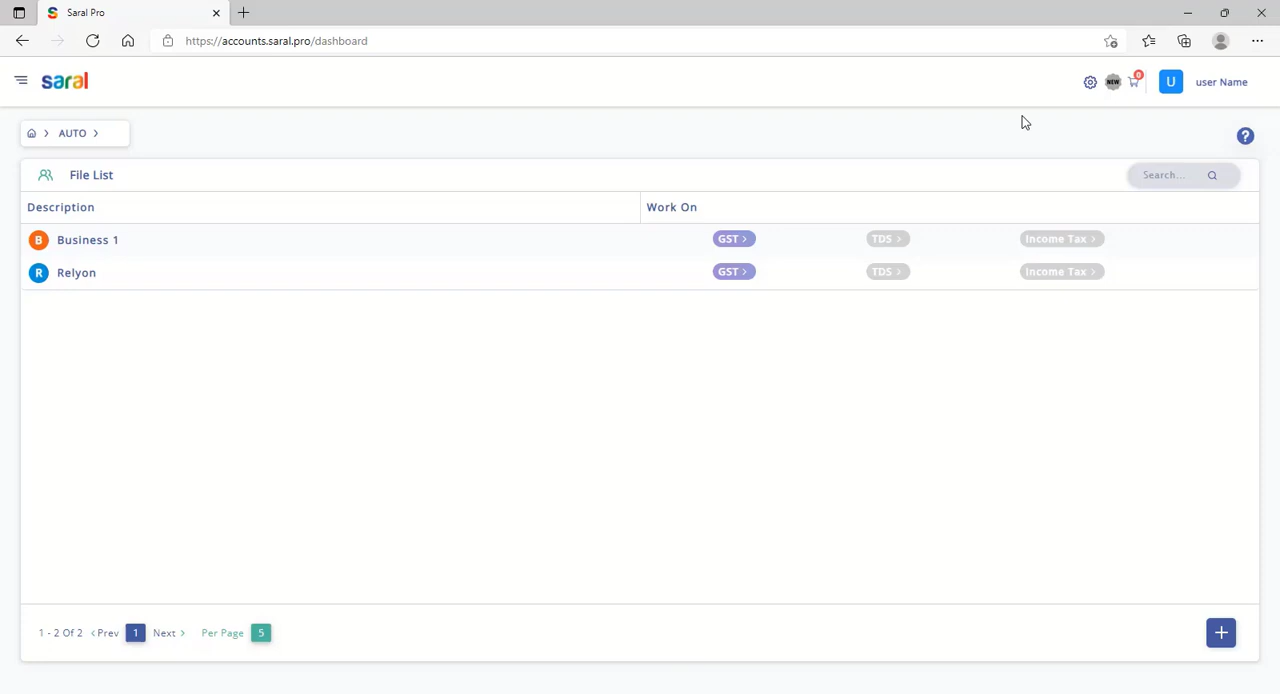 Saral Pro
https://accounts.saral.pro/dashboard
saral
NEW
0
U
user Name
AUTO
?
File List
Search...
Description
Work On
B
Business 1
GST >
TDS >
Income Tax >
R
Relyon
GST >
TDS >
Income Tax >
1 - 2 Of 2 < Prev 1 Next > Per Page 5